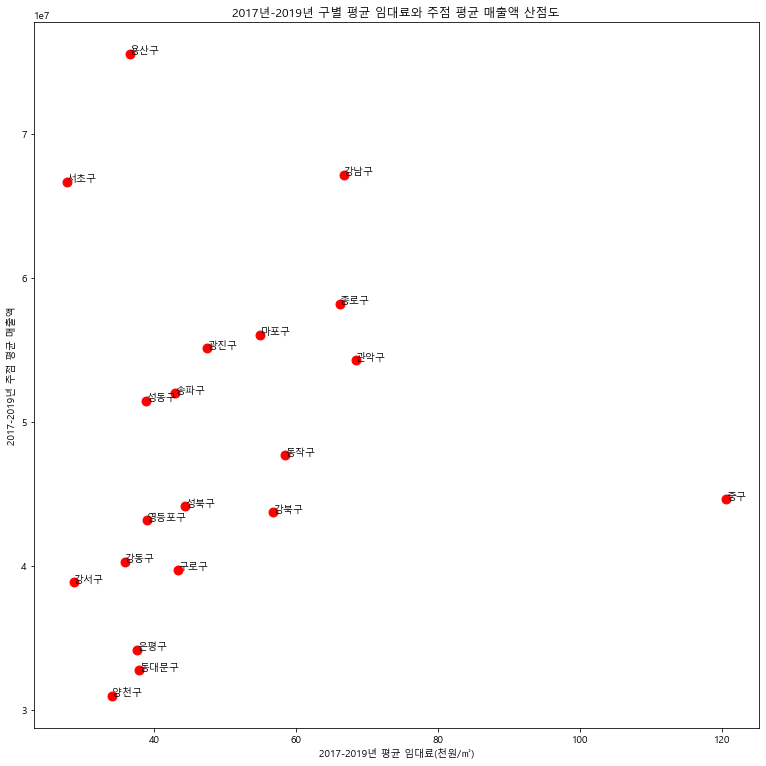 2017년-2019년 구별 평균 임대료와 주점 평균 매출액 산점도
1e7
용산구
7
강남구
서초구
6
종로구
마포구
광진구
관악구
송파구
성동구
5
동작구
성북구
중구
강북구
영등포구
강동구
구로구
4
강서구
은평구
동대문구
양천구
3
40
60
80
100
120
2017-2019년 평균 임대료(천원/㎡)
2017-2019년 주점 평균 매출액